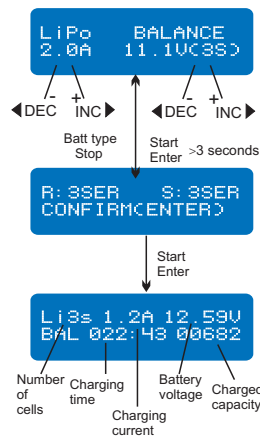 LiPo BALANCE
2.0A 11.1V(3S)
- + - +
◀DEC INC▶ ◀DEC INC▶
Batt type
Stop
Start
Enter >3 seconds
R: 3SER S: 3SER
CONFIRM(ENTER)
Start
Enter
Li3s 1.2A 12.59V
BAL 022:43 00682
Number
of
cells
Charging
time
Charging
current
Battery
voltage
Charged
capacity